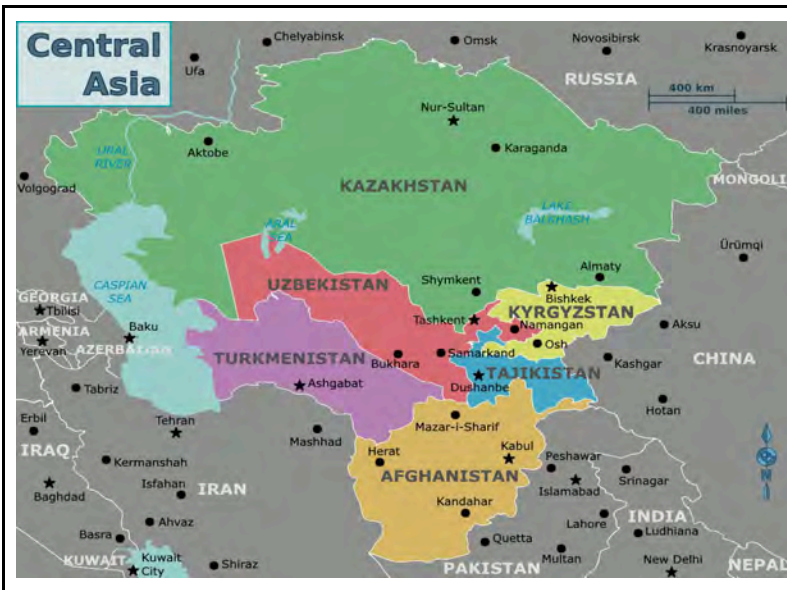 Central
Asia
Chelyabinsk
Omsk
Novosibirsk
Krasnoyarsk
Ufa
RUSSIA
400 km
400 miles
Nur-Sultan
Aktobe
Karaganda
URAL
RIVER
Volgograd
KAZAKHSTAN
MONGOLI
ARAL
SEA
LAKE
BALKHASH
Ürümqi
CASPIAN
SEA
UZBEKISTAN
Shymkent
Almaty
Bishkek
GEORGIA
Tbilisi
KYRGYZSTAN
Tashkent
Namangan
Aksu
ARMENIA
Baku
Yerevan
AZERBAIJAN
Osh
TURKMENISTAN
Bukhara
Samarkand
Kashgar
CHINA
TAJIKISTAN
Dushanbe
Tabriz
Ashgabat
Hotan
Erbil
Tehran
Mashhad
Mazar-i-Sharif
IRAQ
Kermanshah
Herat
Kabul
Peshawar
Srinagar
AFGHANISTAN
Isfahan
IRAN
Islamabad
Baghdad
Kandahar
INDIA
Ahvaz
Lahore
Basra
Quetta
Ludhiana
KUWAIT
Kuwait
City
Shiraz
Multan
New Delhi
PAKISTAN
NEPAL
N